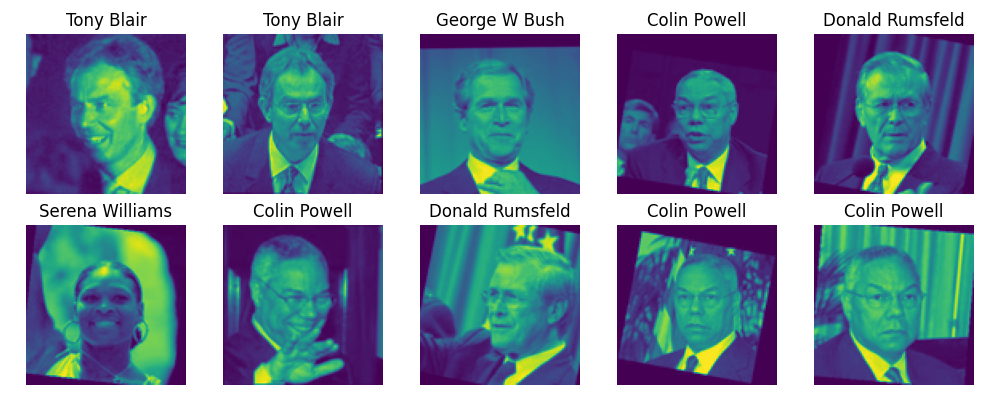 Tony Blair
Tony Blair
George W Bush
Colin Powell
Donald Rumsfeld
Serena Williams
Colin Powell
Donald Rumsfeld
Colin Powell
Colin Powell